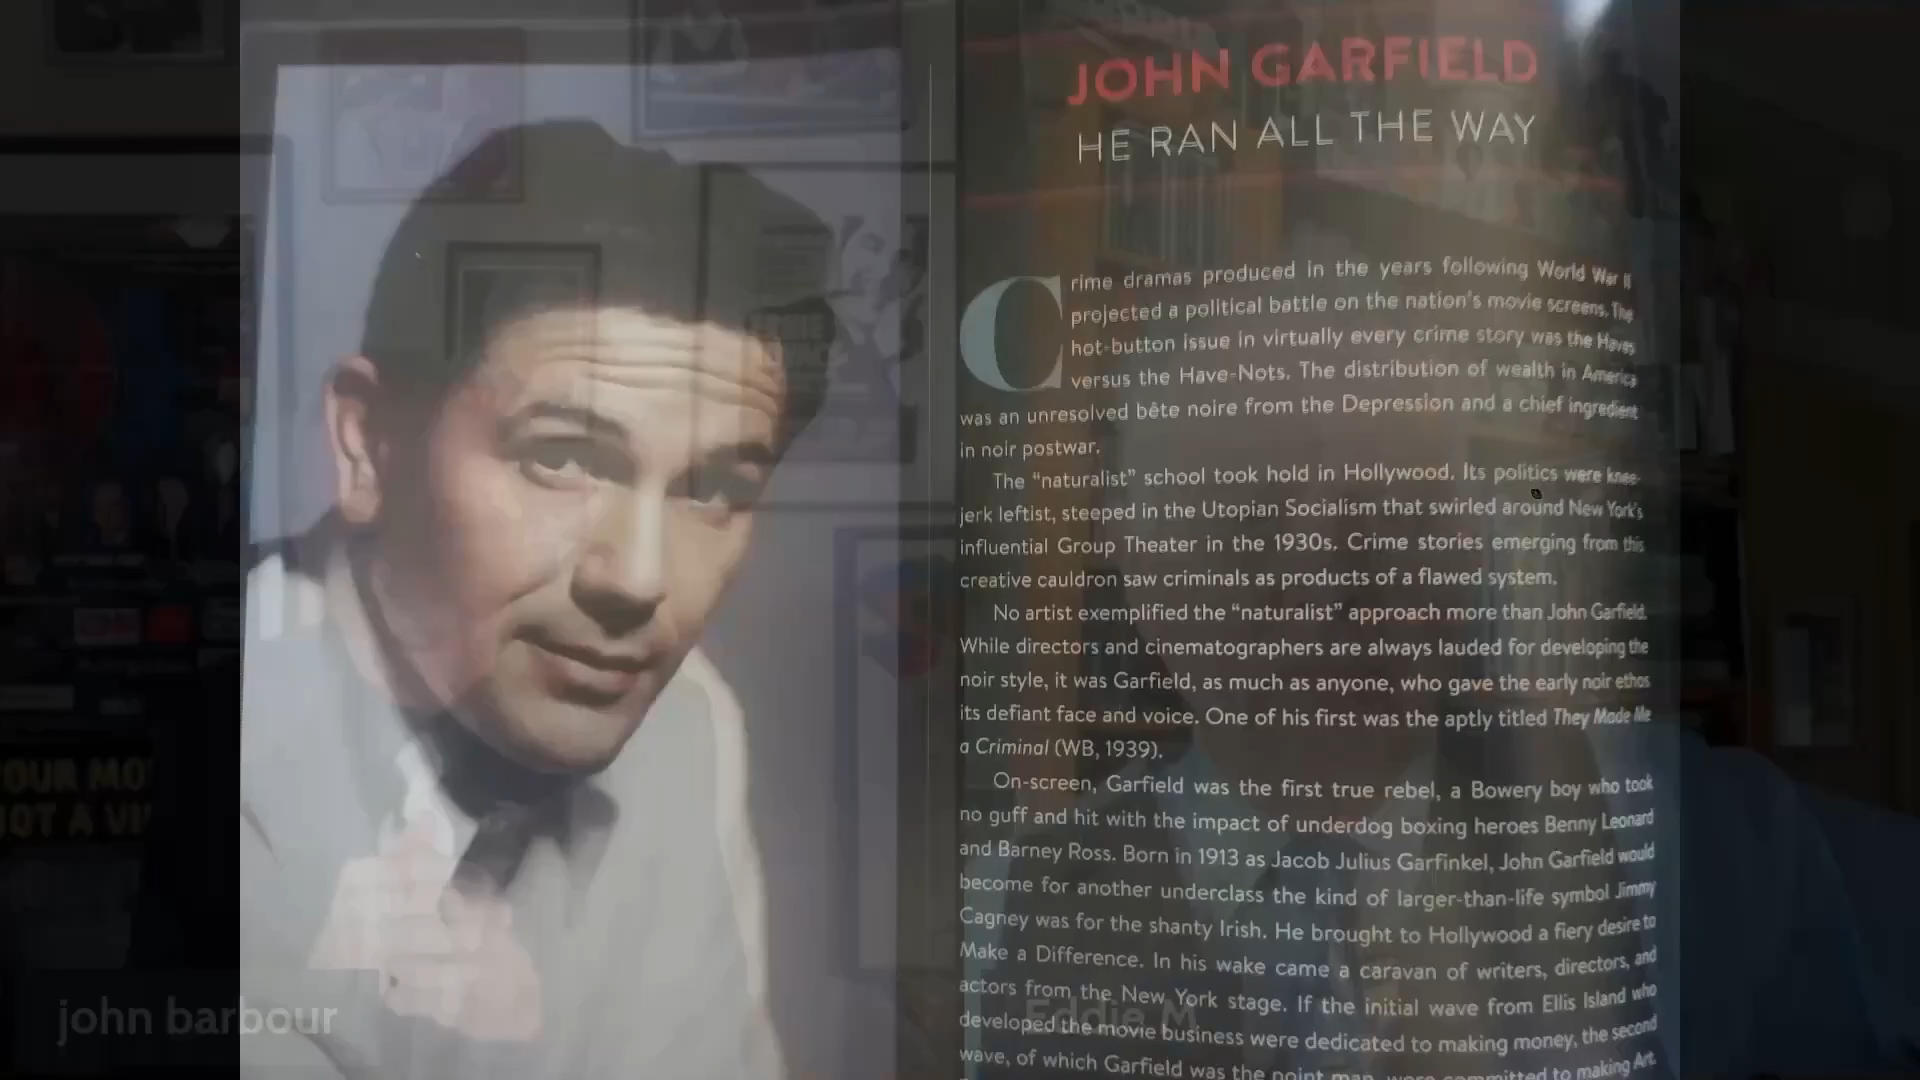 JOHN GARFIELD
HE RAN ALL THE WAY
Crime dramas produced in the years following World War II
projected a political battle on the nation's movie screens. The
hot-button issue in virtually every crime story was the Haves
versus the Have-Nots. The distribution of wealth in America
was an unresolved bête noire from the Depression and a chief ingredient
in noir postwar.
The “naturalist” school took hold in Hollywood. Its politics were knee-
jerk leftist, steeped in the Utopian Socialism that swirled around New York's
influential Group Theater in the 1930s. Crime stories emerging from this
creative cauldron saw criminals as products of a flawed system.
No artist exemplified the “naturalist” approach more than John Garfield.
While directors and cinematographers are always lauded for developing the
noir style, it was Garfield, as much as anyone, who gave the early noir ethos
its defiant face and voice. One of his first was the aptly titled They Made Me
a Criminal (WB, 1939).
On-screen, Garfield was the first true rebel, a Bowery boy who took
no guff and hit with the impact of underdog boxing heroes Benny Leonard
and Barney Ross. Born in 1913 as Jacob Julius Garfinkel, John Garfield would
become for another underclass the kind of larger-than-life symbol Jimmy
Cagney was for the shanty Irish. He brought to Hollywood a fiery desire to
Make a Difference. In his wake came a caravan of writers, directors, and
actors from the New York stage. If the initial wave from Ellis Island who
developed the movie business were dedicated to making money, the second
wave, of which Garfield was the point man, were committed to making Art.
john barbour
Eddie M
OUR MO
NOT A VI